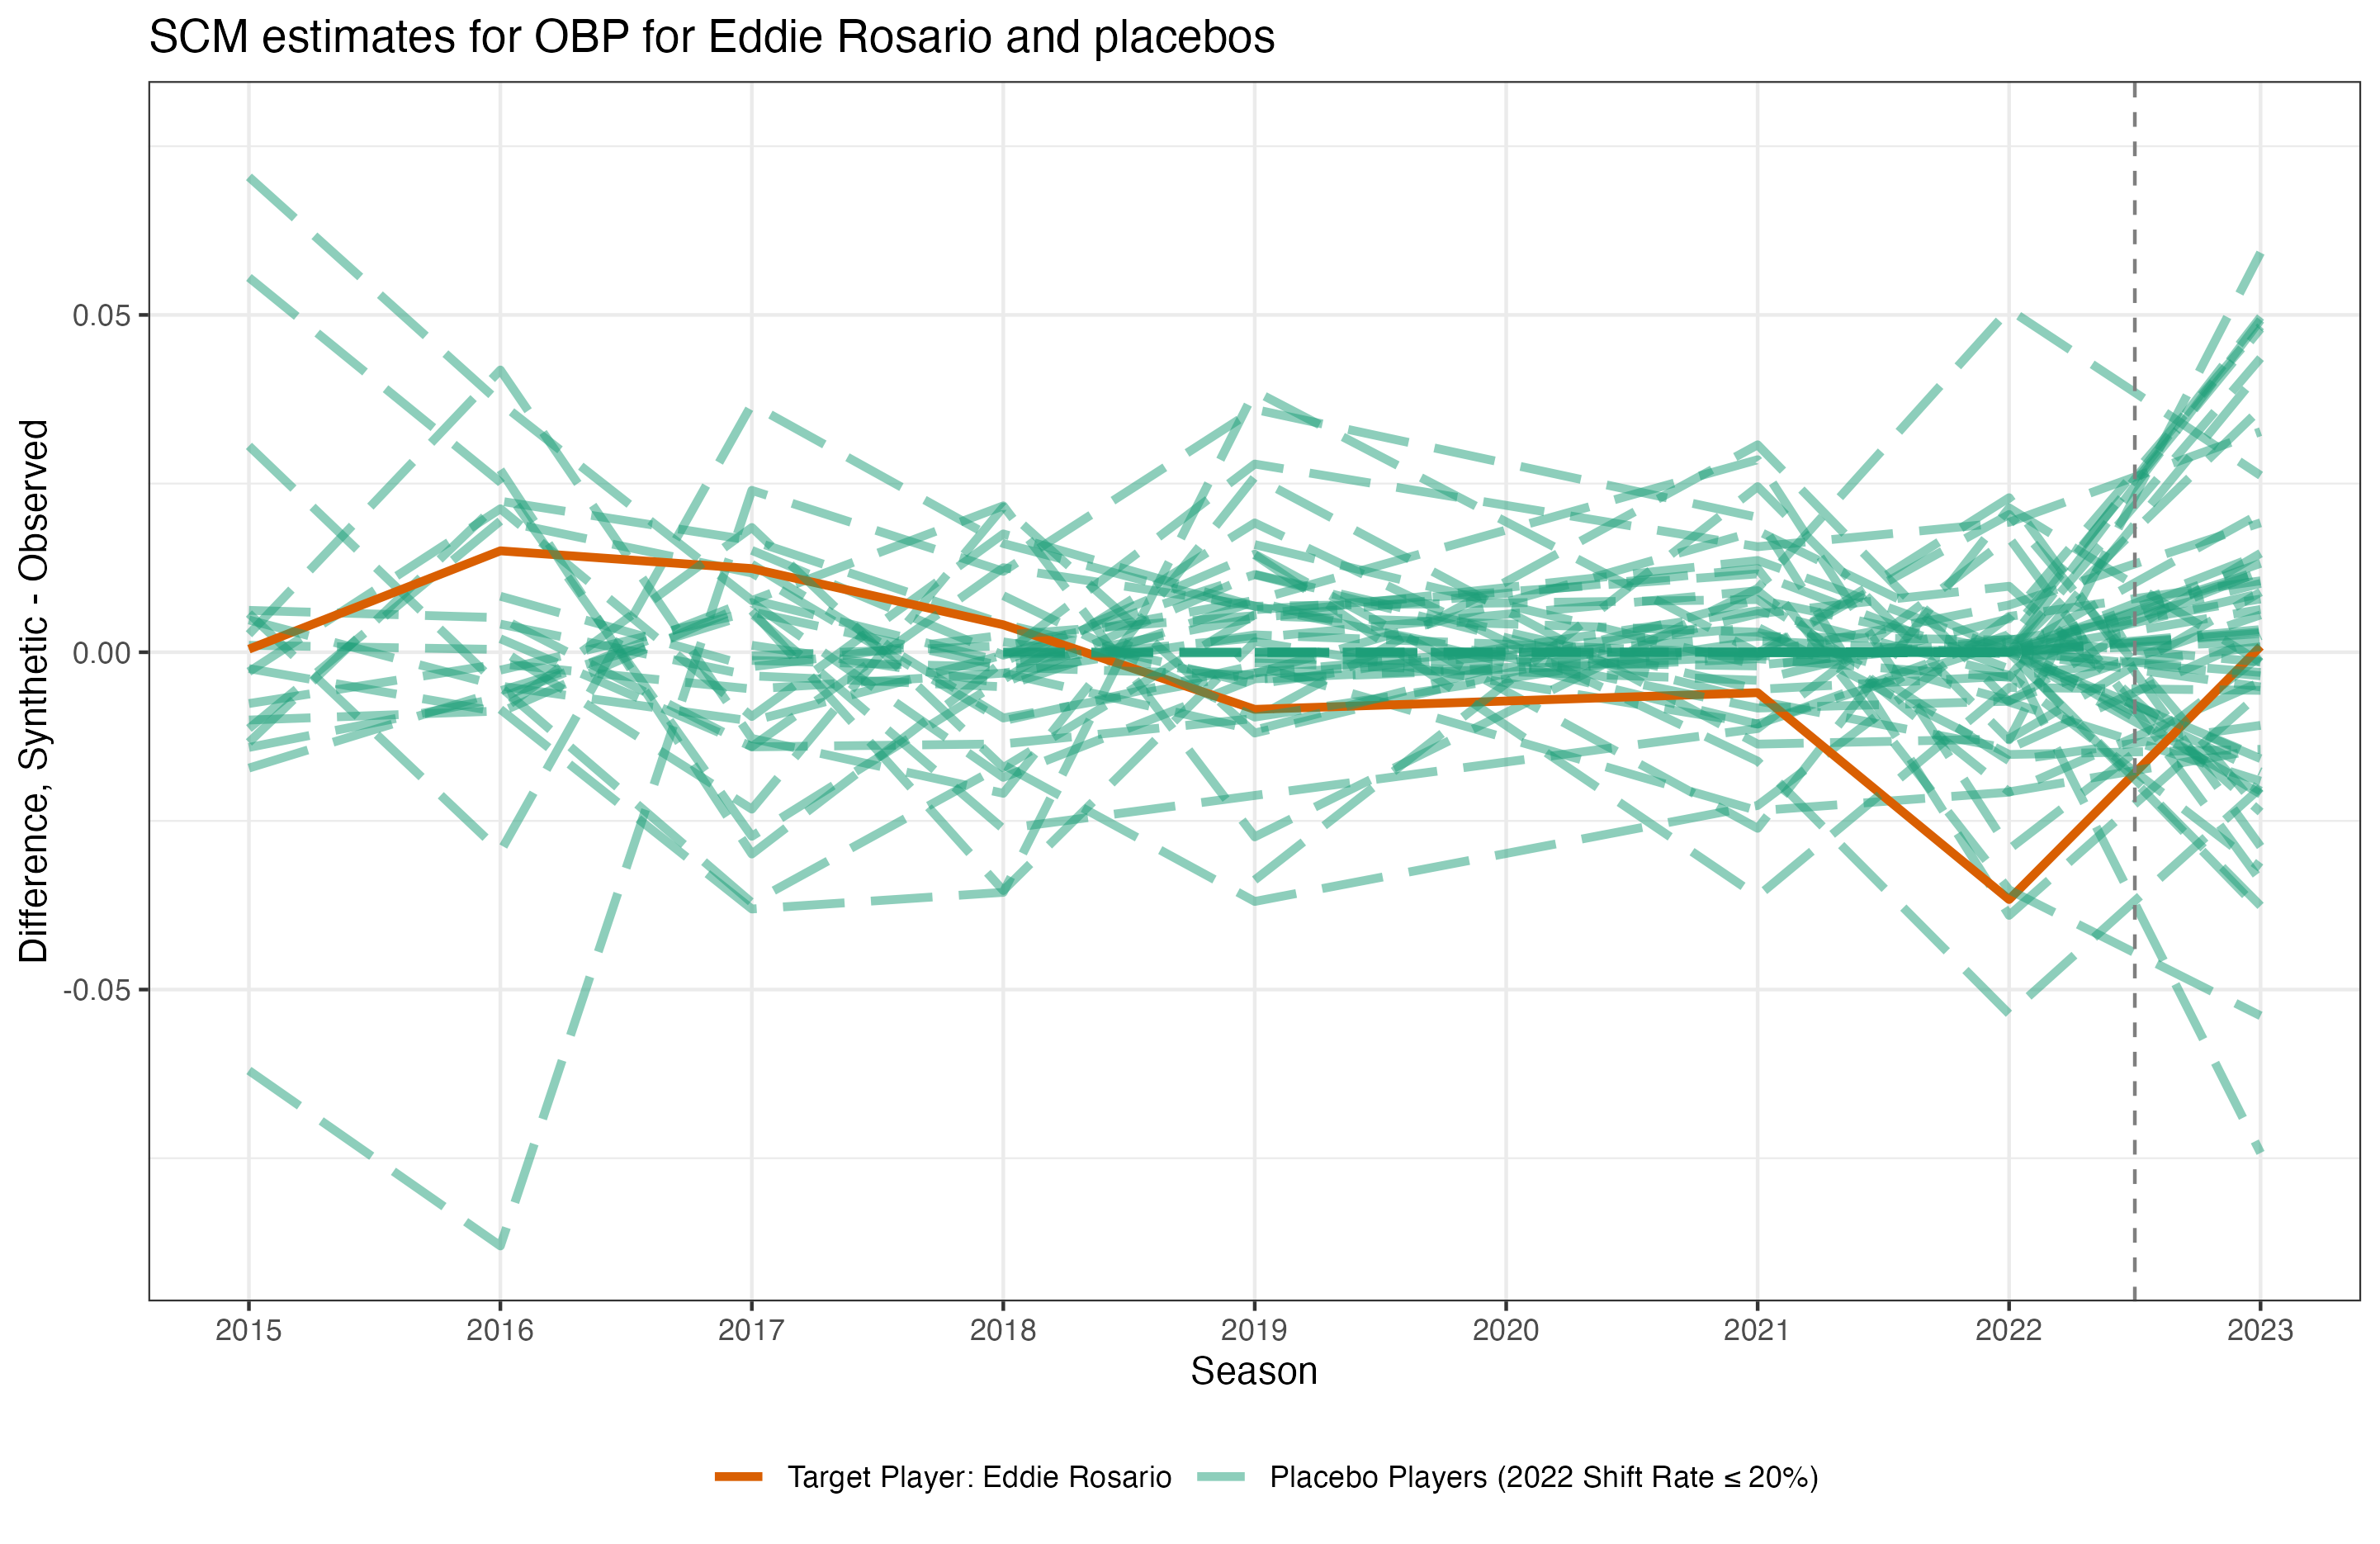 SCM estimates for OBP for Eddie Rosario and placebos
Difference, Synthetic - Observed
0.05
0.00
-0.05
2015 2016 2017 2018 2019 2020 2021 2022 2023
Season
Target Player: Eddie Rosario Placebo Players (2022 Shift Rate ≤ 20%)